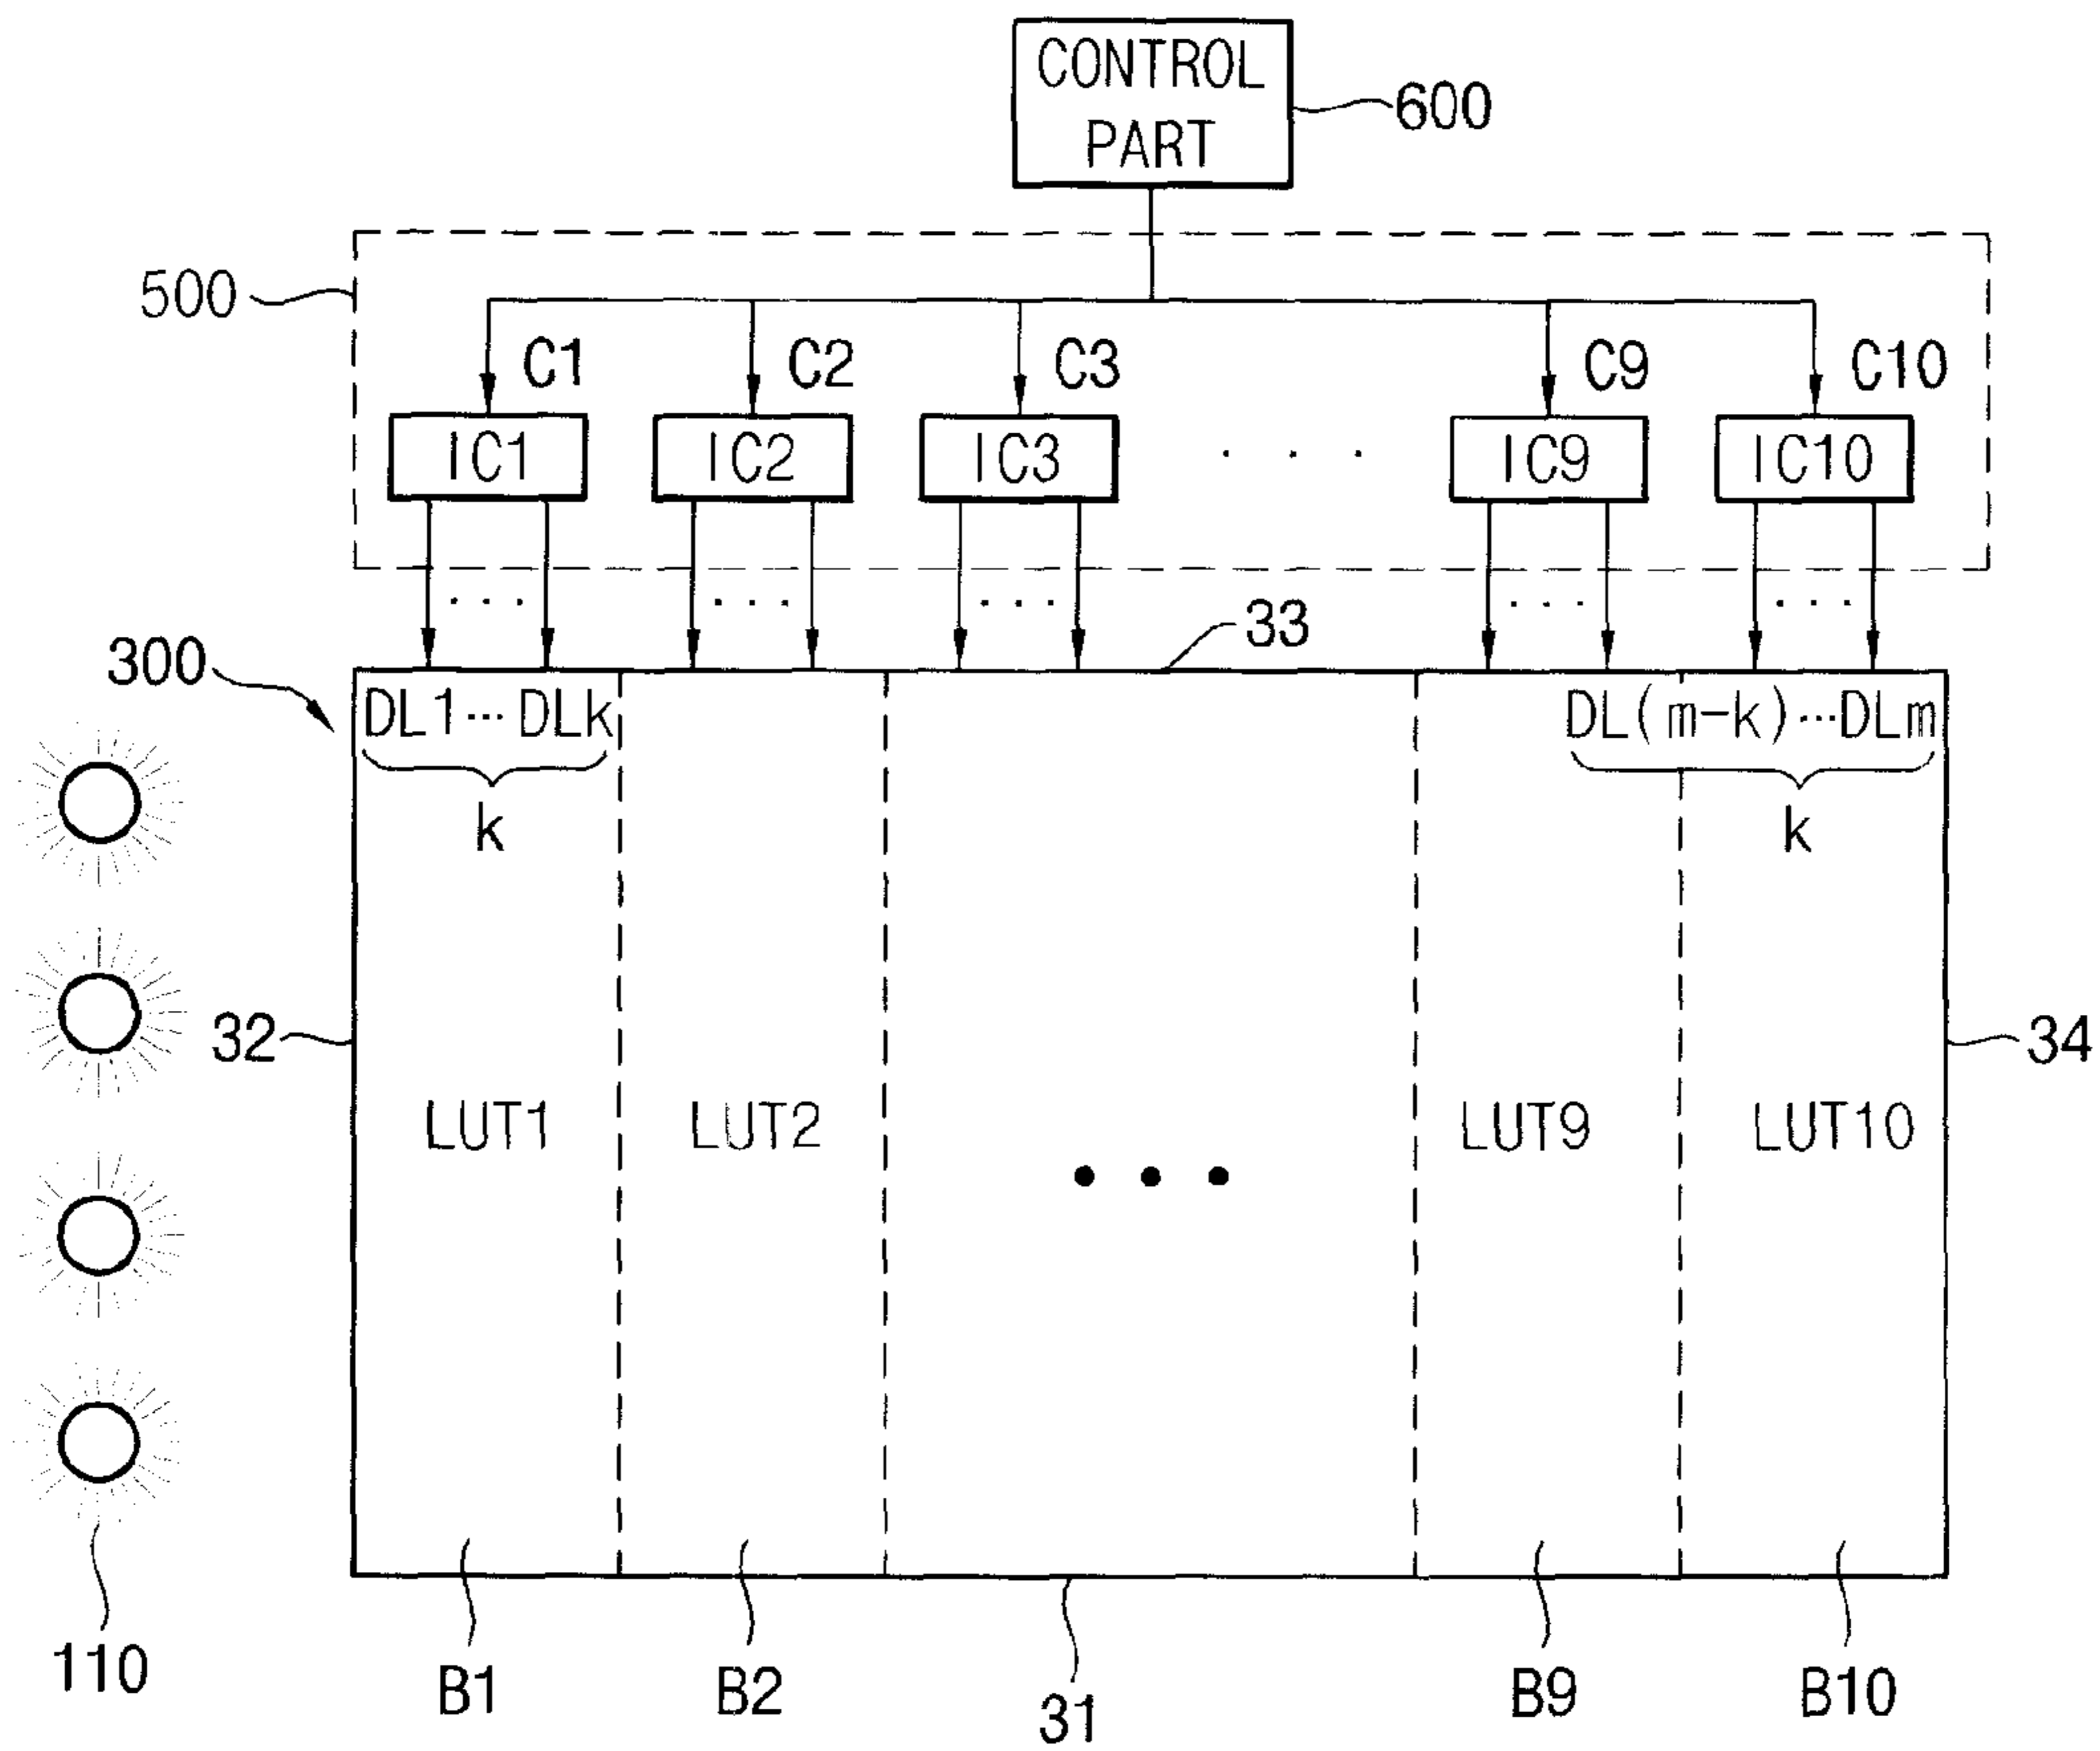 CONTROL
PART
600
500
C1 C2 C3 C9 C10
IC1 IC2 IC3 . . . IC9 IC10
... ... ... ... ...
33
300
DL1...DLk DL(m-k)...DLm
k k
32 34
LUT1 LUT2 ... LUT9 LUT10
110
B1 B2 31 B9 B10